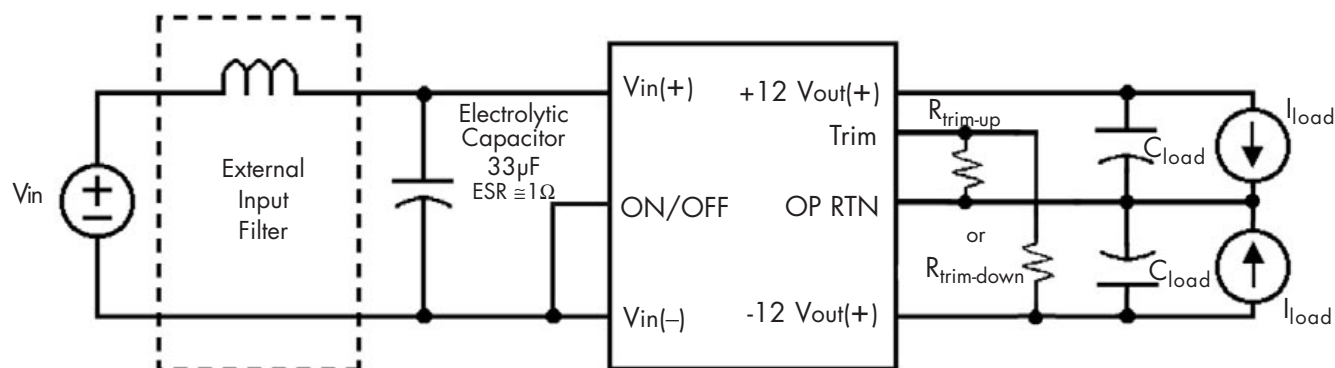 Vin
External
Input
Filter
Electrolytic
Capacitor
33µF
ESR ≅1Ω
Vin(+)
ON/OFF
Vin(–)
+12 Vout(+)
Trim
OP RTN
-12 Vout(+)
Rtrim-up
or
Rtrim-down
Cload
Iload
Cload
Iload